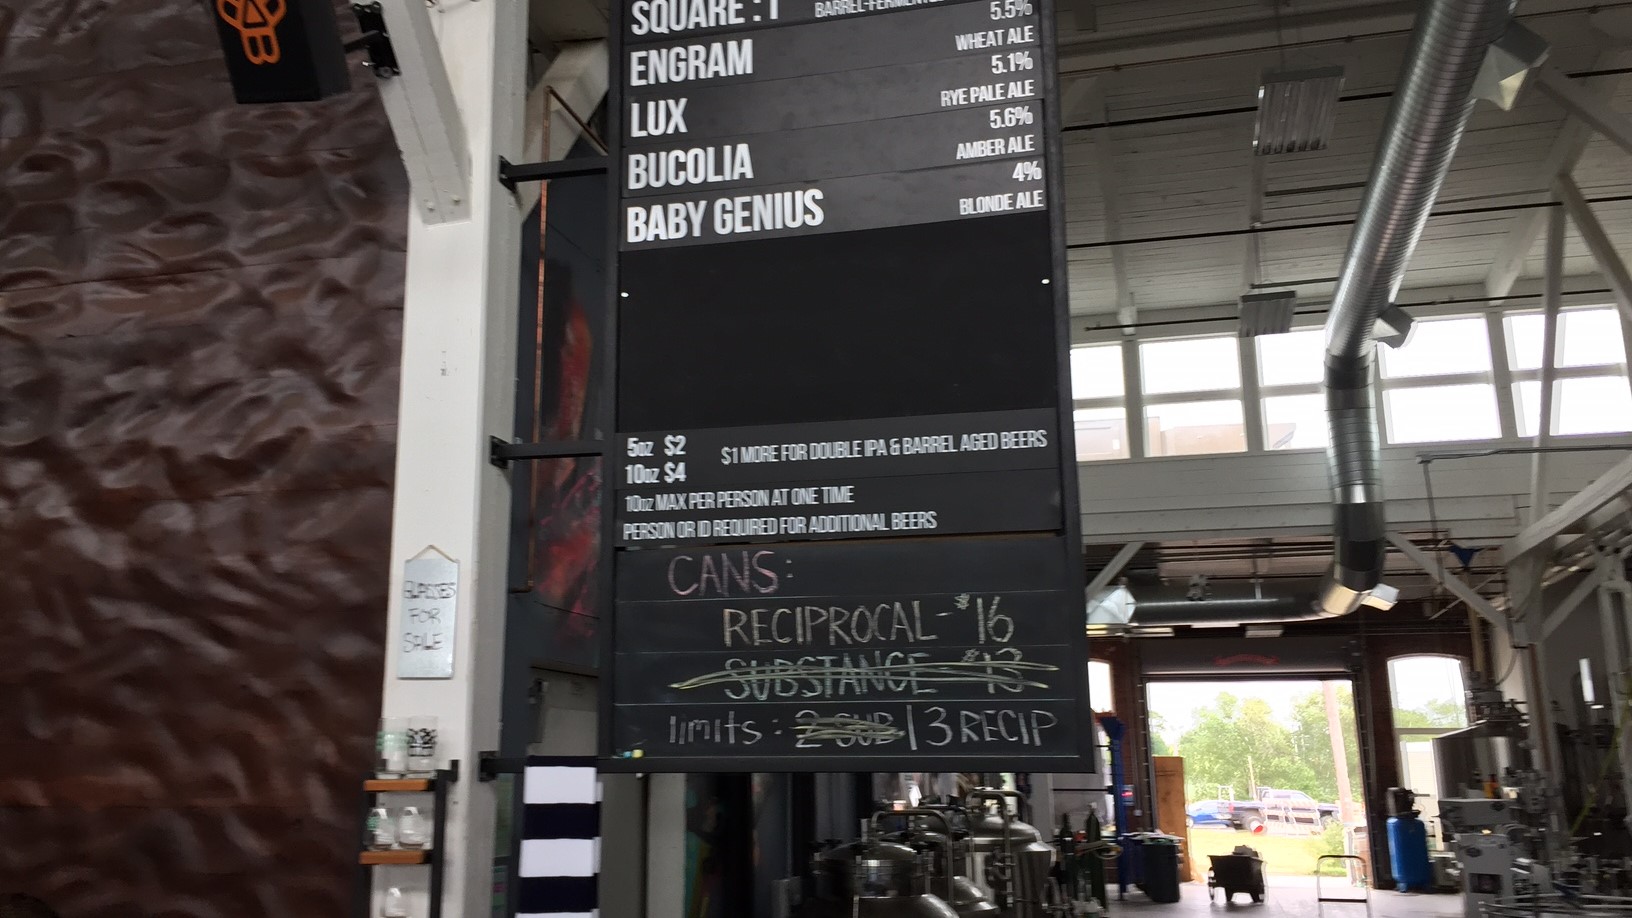 SQUARE : 1
5.5%
ENGRAM WHEAT ALE
5.1%
LUX RYE PALE ALE
5.6%
BUCOLIA AMBER ALE
4%
BABY GENIUS BLONDE ALE
5oz $2
10oz $4
$1 MORE FOR DOUBLE IPA & BARREL AGED BEERS
10oz MAX PER PERSON AT ONE TIME
PERSON OR ID REQUIRED FOR ADDITIONAL BEERS
CANS:
RECIPROCAL - $16
SUBSTANCE $13
limits: 2 SUB | 3 RECIP
GLASSES
FOR
SALE